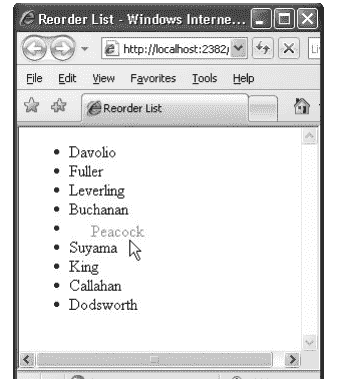 Reorder List - Windows Interne...
http://localhost:2382/
File Edit View Favorites Tools Help
Reorder List
Davolio
Fuller
Leverling
Buchanan
Peacock
Suyama
King
Callahan
Dodsworth